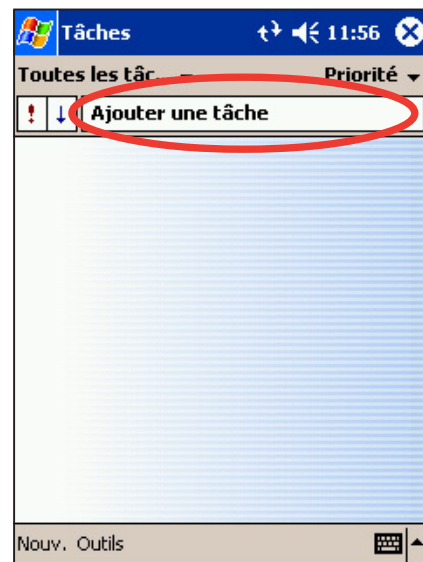 Tâches 11:56
Toutes les tâc... Priorité
! ↓ Ajouter une tâche
Nouv. Outils